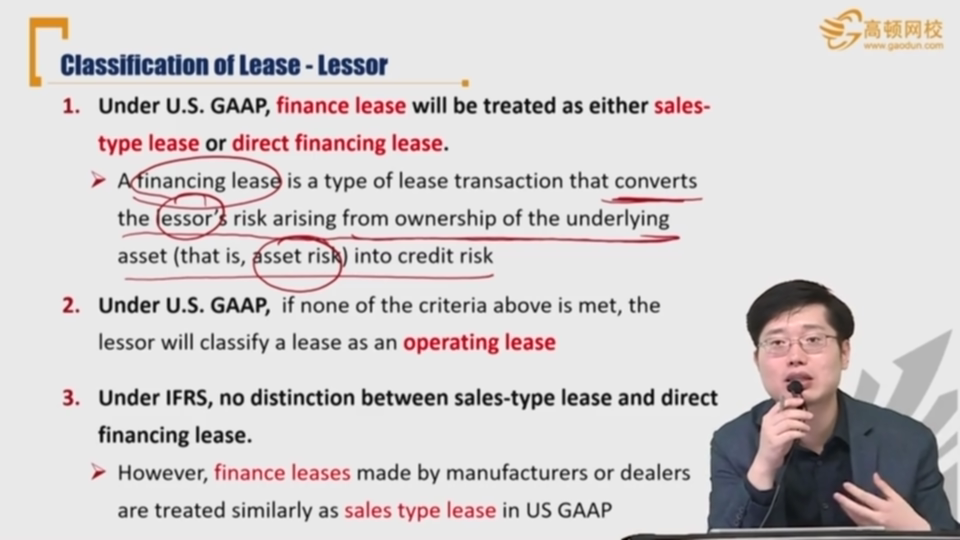 高顿网校
www.gaodun.com
Classification of Lease - Lessor
1. Under U.S. GAAP, finance lease will be treated as either sales-
type lease or direct financing lease.
A financing lease is a type of lease transaction that converts
the lessor's risk arising from ownership of the underlying
asset (that is, asset risk) into credit risk
2. Under U.S. GAAP, if none of the criteria above is met, the
lessor will classify a lease as an operating lease
3. Under IFRS, no distinction between sales-type lease and direct
financing lease.
However, finance leases made by manufacturers or dealers
are treated similarly as sales type lease in US GAAP